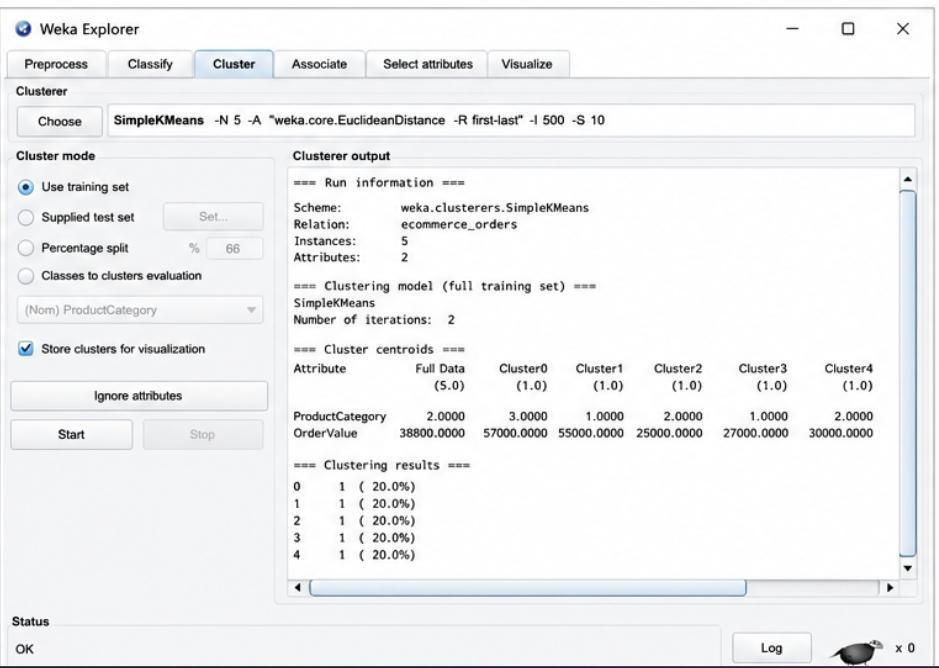 Weka Explorer
Preprocess Classify Cluster Associate Select attributes Visualize
Clusterer
Choose SimpleKMeans -N 5 -A "weka.core.EuclideanDistance -R first-last" -I 500 -S 10
Cluster mode
Use training set
Supplied test set Set...
Percentage split % 66
Classes to clusters evaluation
(Nom) ProductCategory
Store clusters for visualization
Ignore attributes
Start Stop
Clusterer output
=== Run information ===
Scheme: weka.clusterers.SimpleKMeans
Relation: ecommerce_orders
Instances: 5
Attributes: 2
=== Clustering model (full training set) ===
SimpleKMeans
Number of iterations: 2
=== Cluster centroids ===
Attribute Full Data Cluster0 Cluster1 Cluster2 Cluster3 Cluster4
(5.0) (1.0) (1.0) (1.0) (1.0) (1.0)
ProductCategory 2.0000 3.0000 1.0000 2.0000 1.0000 2.0000
OrderValue 38800.0000 57000.0000 55000.0000 25000.0000 27000.0000 30000.0000
=== Clustering results ===
0 1 ( 20.0%)
1 1 ( 20.0%)
2 1 ( 20.0%)
3 1 ( 20.0%)
4 1 ( 20.0%)
Status
OK
Log x 0